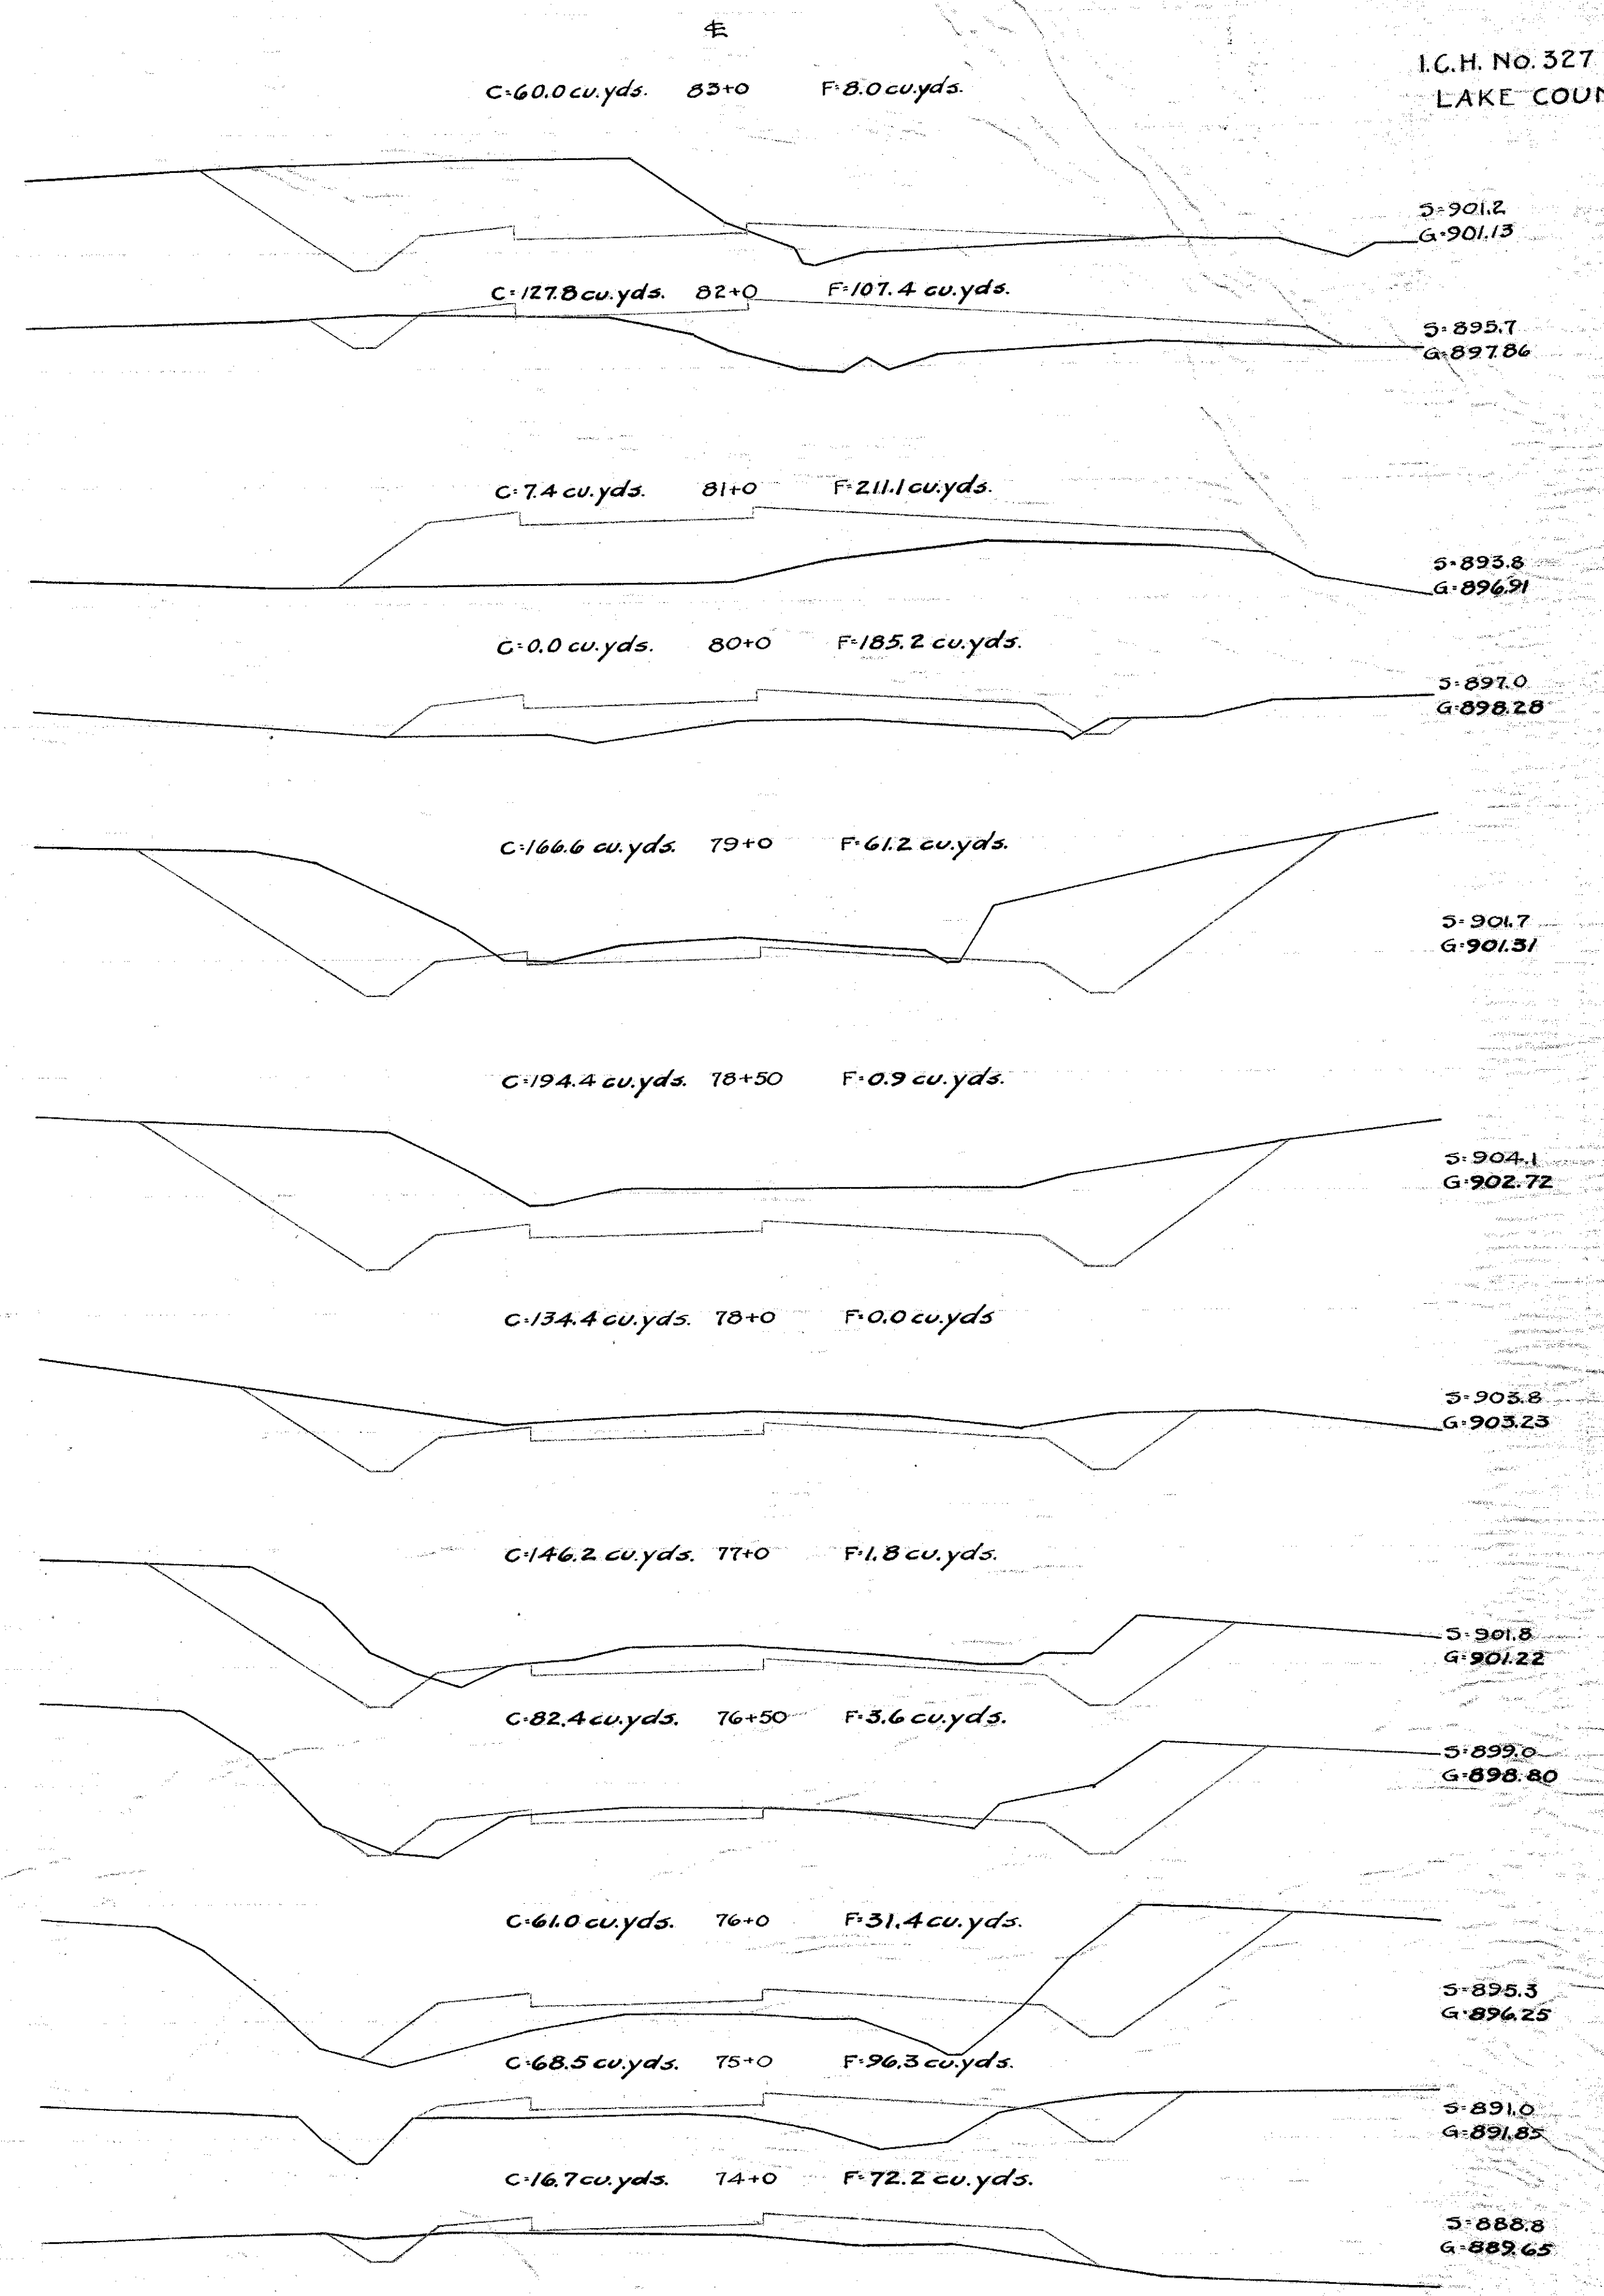 ℄
I.C.H. No. 327
LAKE COUN
C=60.0 cu.yds. 83+0 F=8.0 cu.yds.
S=901.2
G=901.13
C=127.8 cu.yds. 82+0 F=107.4 cu.yds.
S=895.7
G=897.86
C=7.4 cu.yds. 81+0 F=211.1 cu.yds.
S=893.8
G=896.91
C=0.0 cu.yds. 80+0 F=185.2 cu.yds.
S=897.0
G=898.28
C=166.6 cu.yds. 79+0 F=61.2 cu.yds.
S=901.7
G=901.31
C=194.4 cu.yds. 78+50 F=0.9 cu.yds.
S=904.1
G=902.72
C=134.4 cu.yds. 78+0 F=0.0 cu.yds
S=903.8
G=903.23
C=146.2 cu.yds. 77+0 F=1.8 cu.yds.
S=901.8
G=901.22
C=82.4 cu.yds. 76+50 F=3.6 cu.yds.
S=899.0
G=898.80
C=61.0 cu.yds. 76+0 F=31.4 cu.yds.
S=895.3
G=896.25
C=68.5 cu.yds. 75+0 F=96.3 cu.yds.
S=891.0
G=891.85
C=16.7 cu.yds. 74+0 F=72.2 cu.yds.
S=888.8
G=889.65